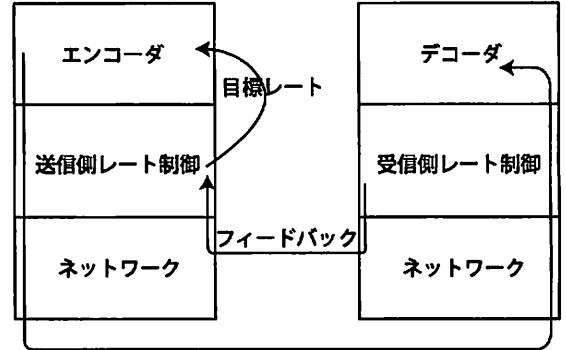 エンコーダ
デコーダ
目標レート
送信側レート制御
受信側レート制御
フィードバック
ネットワーク
ネットワーク